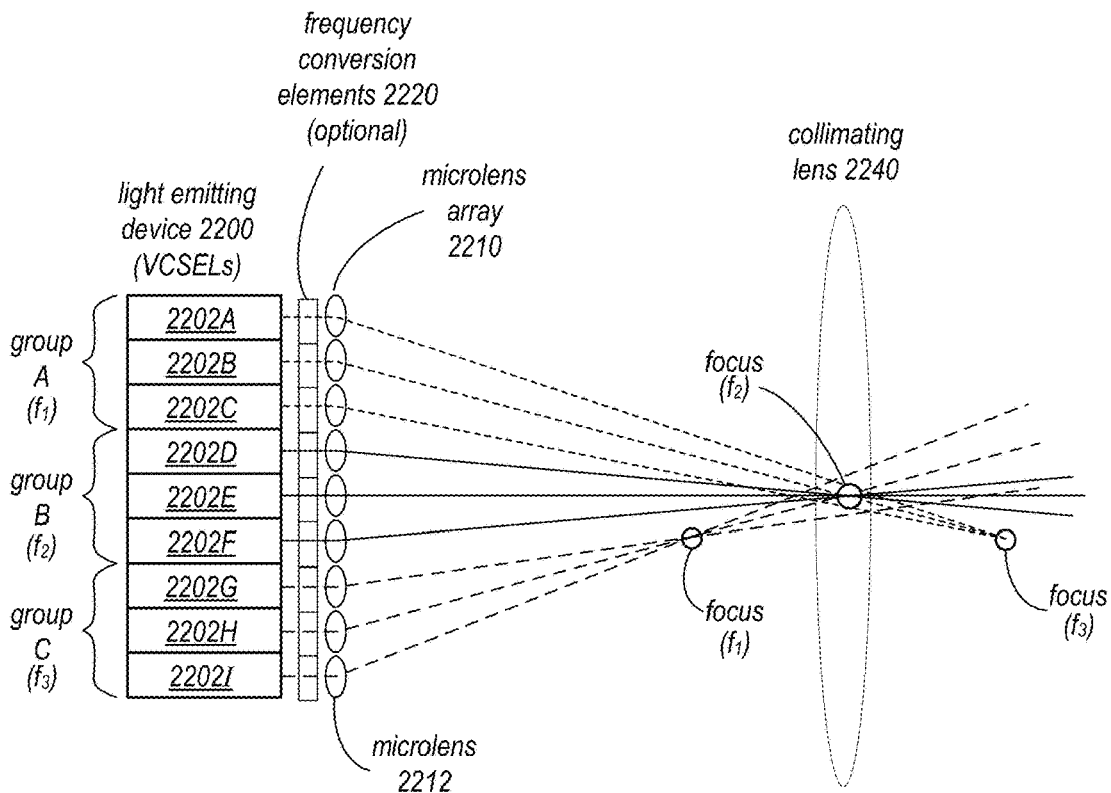 frequency
conversion
elements 2220
(optional)
collimating
lens 2240
microlens
array
2210
light emitting
device 2200
(VCSELs)
group
A
(f₁)
2202A
2202B
2202C
group
B
(f₂)
2202D
2202E
2202F
group
C
(f₃)
2202G
2202H
2202I
focus
(f₂)
focus
(f₁)
focus
(f₃)
microlens
2212